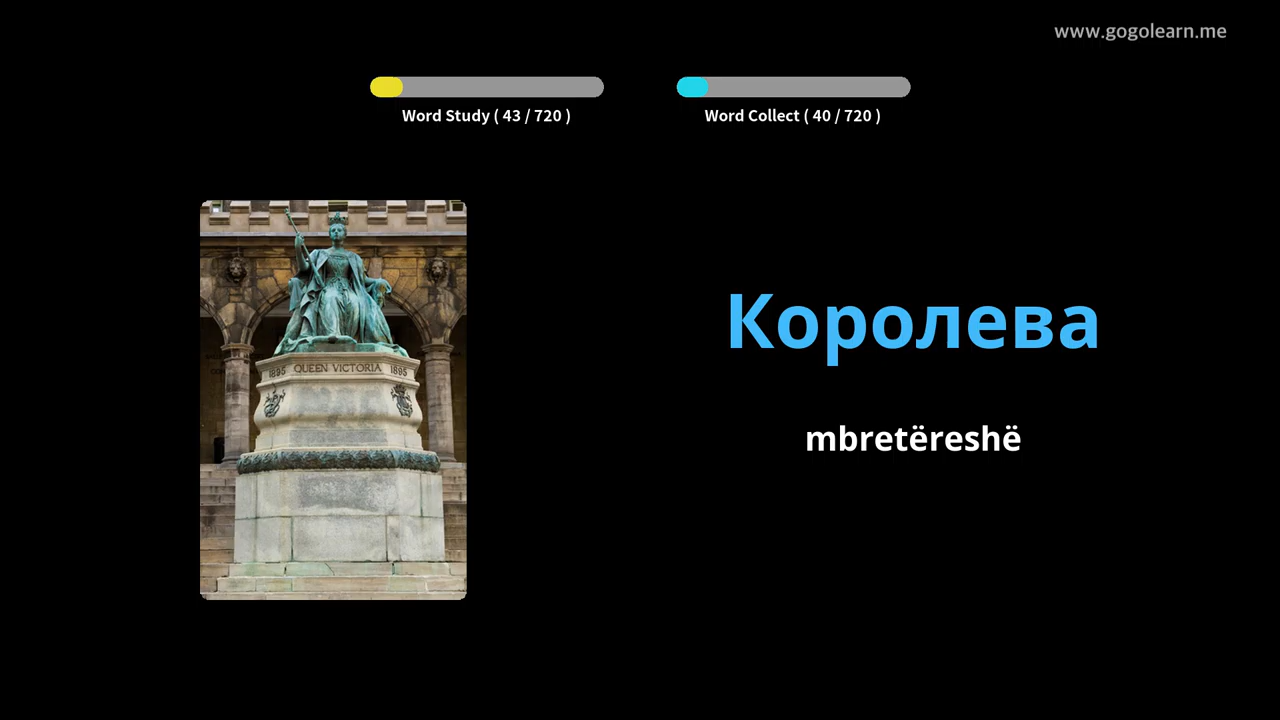 www.gogolearn.me
Word Study ( 43 / 720 )
Word Collect ( 40 / 720 )
1895 QUEEN VICTORIA 1895
Королева
mbretëreshë